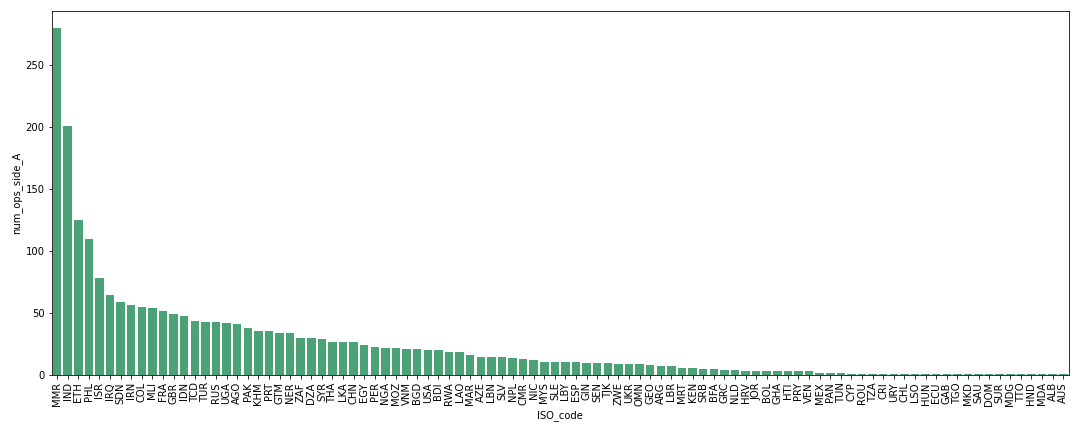 250
200
150
100
50
0
num_ops_side_A
MMR IND ETH PHL ISR IRQ SDN IRN COL MLI FRA GBR IDN TCD TUR RUS UGA AGO PAK KHM PRT GTM NER ZAF DZA SYR THA LKA CHN EGY PER NGA MOZ VNM BGD USA BDI RWA LAO MAR AZE LBN SLV NPL CMR NIC MYS SLE LBY ESP GIN SEN TJK ZWE UKR OMN GEO ARG LBR MRT KEN SRB BFA GRC NLD HRV JOR BOL GHA HTI PRY VEN MEX PAN TUN CYP ROU TZA CRI URY CHL LSO HUN ECU GAB TGO MKD SAU DOM SUR MDG TTO HND MDA ALB AUS
ISO_code